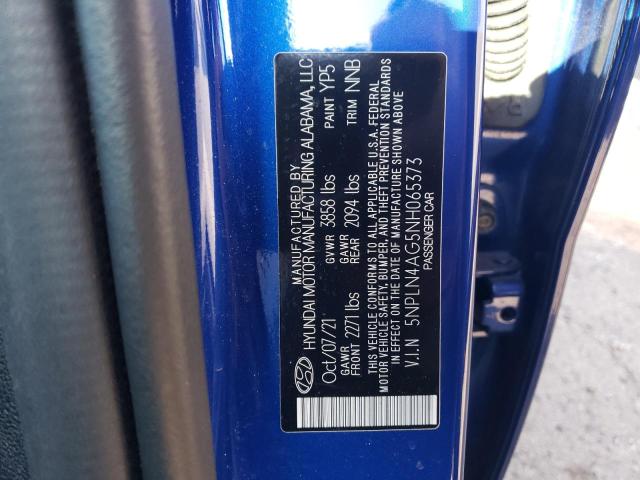 MANUFACTURED BY
HYUNDAI MOTOR MANUFACTURING ALABAMA, LLC
Oct/07/21 PAINT YP5
GVWR 3858 lbs
GAWR FRONT 2271 lbs GAWR REAR 2094 lbs TRIM NNB
THIS VEHICLE CONFORMS TO ALL APPLICABLE U.S.A. FEDERAL
MOTOR VEHICLE SAFETY, BUMPER, AND THEFT PREVENTION STANDARDS
IN EFFECT ON THE DATE OF MANUFACTURE SHOWN ABOVE
V.I.N 5NPLN4AG5NH065373
PASSENGER CAR